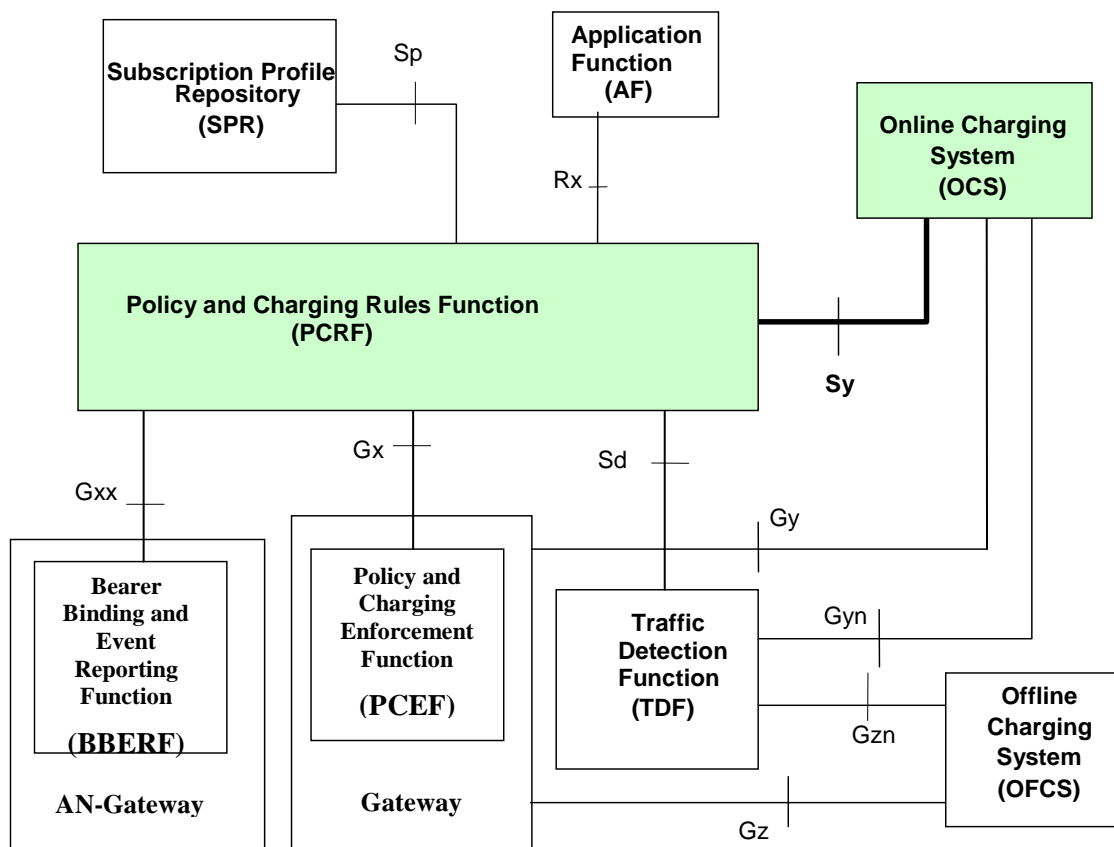 Subscription Profile
Repository
(SPR)
Sp
Application
Function
(AF)
Rx
Online Charging
System
(OCS)
Policy and Charging Rules Function
(PCRF)
Sy
Gxx
Gx
Sd
Gy
Bearer
Binding and
Event
Reporting
Function
(BBERF)
AN-Gateway
Policy and
Charging
Enforcement
Function
(PCEF)
Gateway
Traffic
Detection
Function
(TDF)
Gyn
Gzn
Gz
Offline
Charging
System
(OFCS)